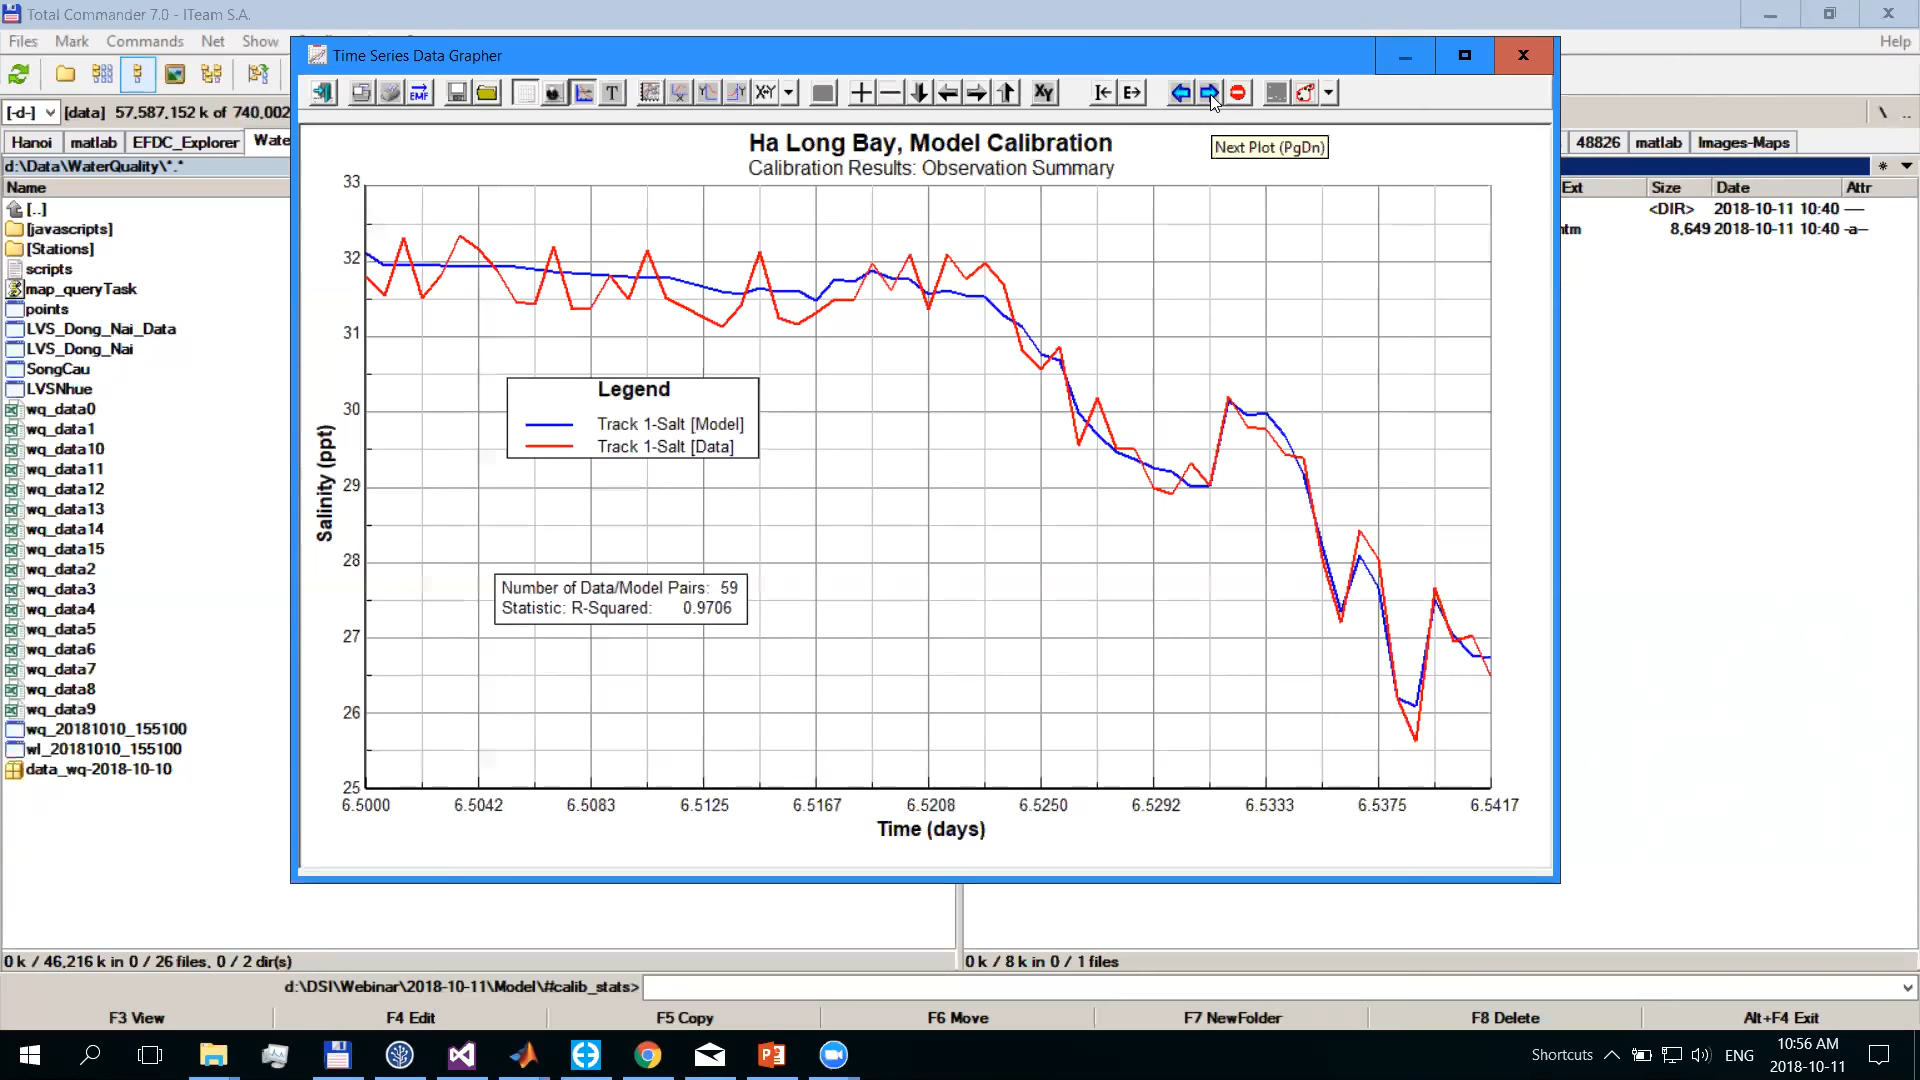 Total Commander 7.0 - ITeam S.A.
Files Mark Commands Net Show
Help
Time Series Data Grapher
EMF
T
X-Y
XY
E
[-d-] [data] 57,587,152 k of 740,002
\ ..
Hanoi matlab EFDC_Explorer Wate
48826 matlab Images-Maps
d:\Data\WaterQuality\*.*
* 
Name
Ext Size Date Attr
[..]
<DIR> 2018-10-11 10:40 ----
[javascripts]
htm 8,649 2018-10-11 10:40 -a--
[Stations]
scripts
map_queryTask
points
LVS_Dong_Nai_Data
LVS_Dong_Nai
SongCau
LVSNhue
wq_data0
wq_data1
wq_data10
wq_data11
wq_data12
wq_data13
wq_data14
wq_data15
wq_data2
wq_data3
wq_data4
wq_data5
wq_data6
wq_data7
wq_data8
wq_data9
wq_20181010_155100
wl_20181010_155100
data_wq-2018-10-10
Ha Long Bay, Model Calibration
Calibration Results: Observation Summary
Next Plot (PgDn)
33
32
31
30
29
28
27
26
25
Salinity (ppt)
Legend
Track 1-Salt [Model]
Track 1-Salt [Data]
Number of Data/Model Pairs: 59
Statistic: R-Squared: 0.9706
6.5000 6.5042 6.5083 6.5125 6.5167 6.5208 6.5250 6.5292 6.5333 6.5375 6.5417
Time (days)
0 k / 46,216 k in 0 / 26 files, 0 / 2 dir(s)
0 k / 8 k in 0 / 1 files
d:\DSI\Webinar\2018-10-11\Model\#calib_stats>
F3 View F4 Edit F5 Copy F6 Move F7 NewFolder F8 Delete Alt+F4 Exit
Shortcuts ENG 10:56 AM
2018-10-11